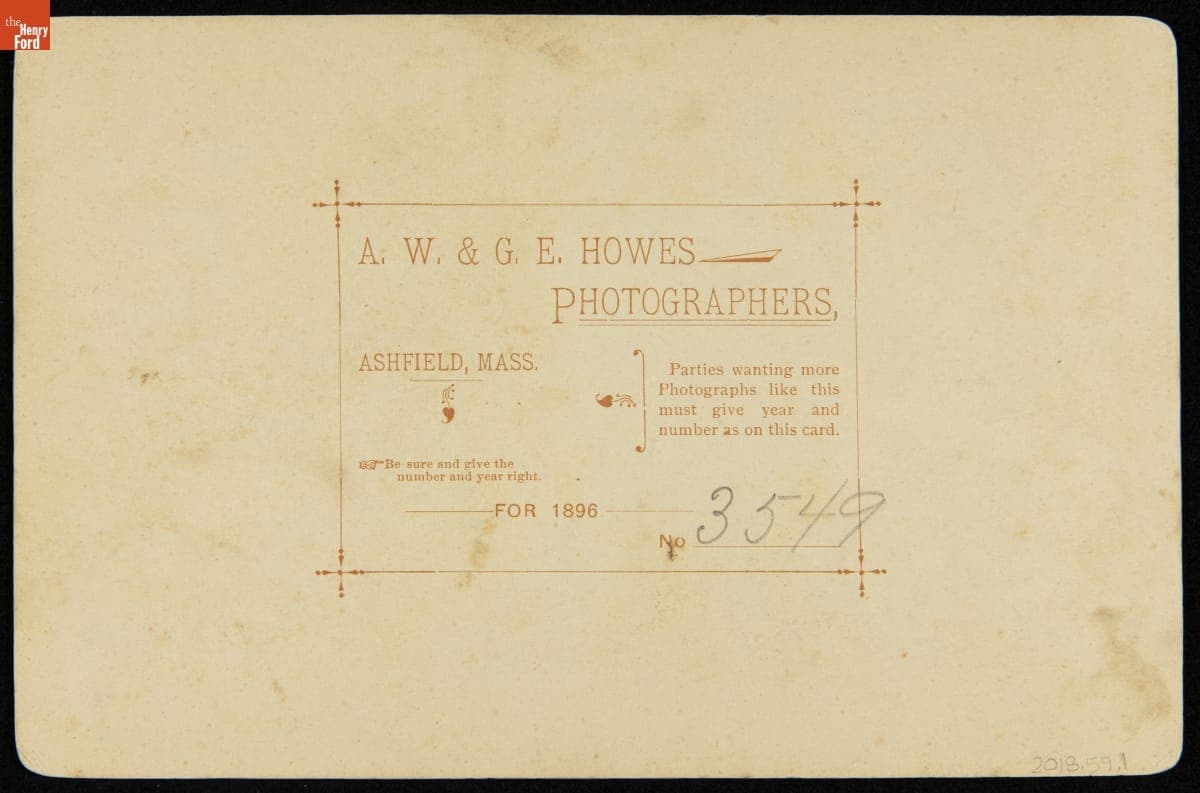 the
Henry
Ford
A. W. & G. E. HOWES
PHOTOGRAPHERS,
ASHFIELD, MASS.
Parties wanting more
Photographs like this
must give year and
number as on this card.
Be sure and give the
number and year right.
FOR 1896
No 3549
2018.59.1